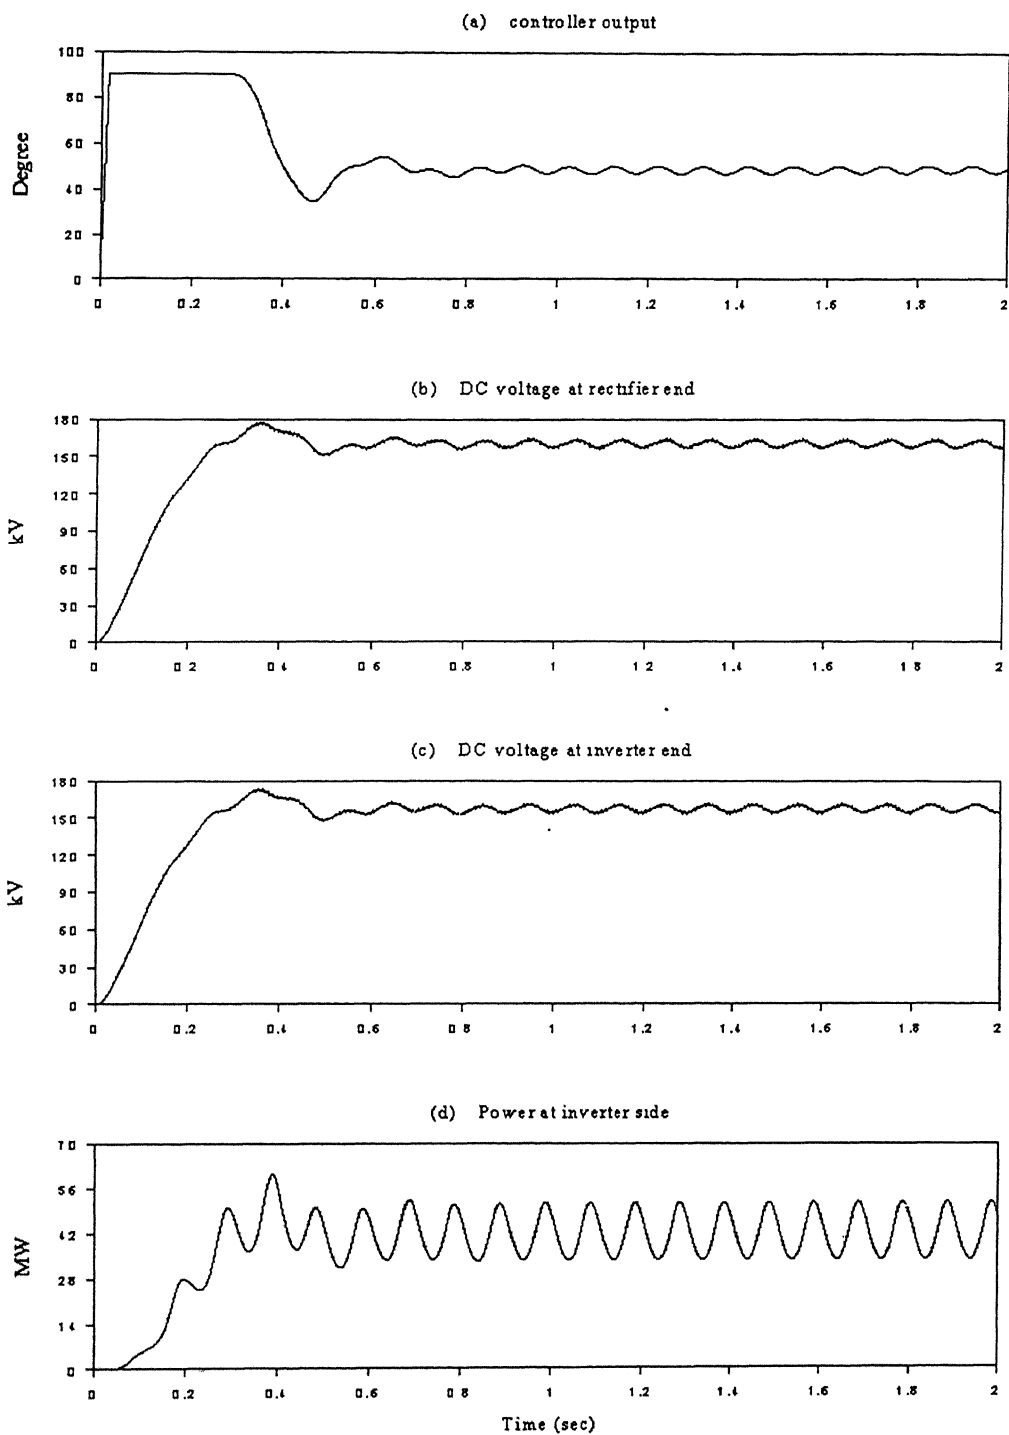 (a) controller output
100
80
60
40
20
0
Degree
0 0.2 0.4 0.6 0.8 1 1.2 1.4 1.6 1.8 2
(b) DC voltage at rectifier end
180
150
120
90
60
30
0
kV
0 0.2 0.4 0.6 0.8 1 1.2 1.4 1.6 1.8 2
(c) DC voltage at inverter end
180
150
120
90
60
30
0
kV
0 0.2 0.4 0.6 0.8 1 1.2 1.4 1.6 1.8 2
(d) Power at inverter side
70
56
42
28
14
0
MW
0 0.2 0.4 0.6 0.8 1 1.2 1.4 1.6 1.8 2
Time (sec)